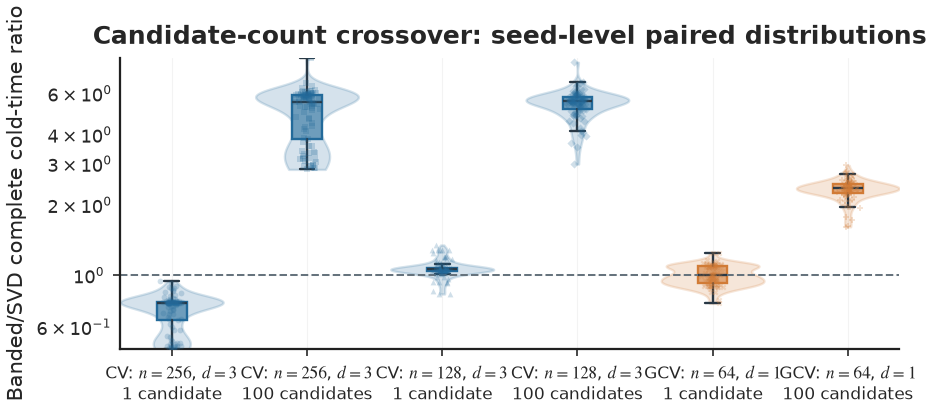 Candidate-count crossover: seed-level paired distributions
Banded/SVD complete cold-time ratio
6 × 10⁰
4 × 10⁰
3 × 10⁰
2 × 10⁰
10⁰
6 × 10⁻¹
CV: n = 256, d = 3
1 candidate
CV: n = 256, d = 3
100 candidates
CV: n = 128, d = 3
1 candidate
CV: n = 128, d = 3
100 candidates
GCV: n = 64, d = 1
1 candidate
GCV: n = 64, d = 1
100 candidates